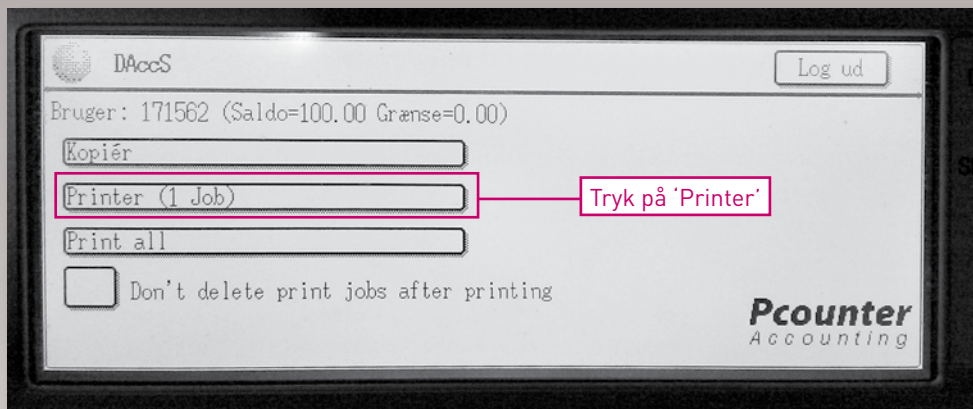 DAccS
Log ud
Bruger: 171562 (Saldo=100.00 Grænse=0.00)
Kopiér
Printer (1 Job)
Tryk på ‘Printer’
Print all
Don't delete print jobs after printing
Pcounter
Accounting